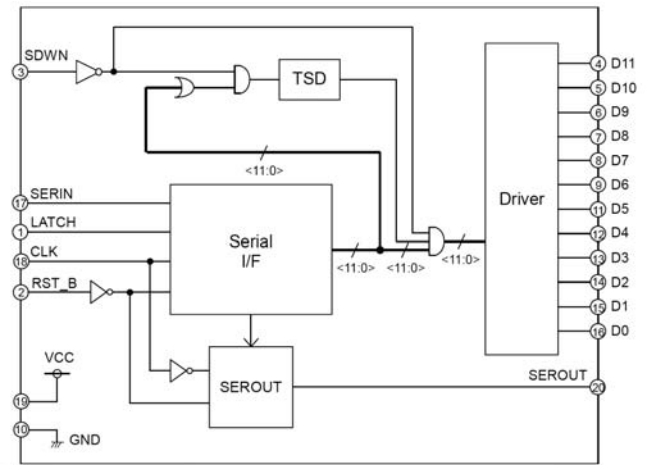 SDWN
3
TSD
4 D11
5 D10
6 D9
7 D8
8 D7
9 D6
11 D5
12 D4
13 D3
14 D2
15 D1
16 D0
Driver
<11:0>
SERIN
17
LATCH
1
CLK
18
RST_B
2
Serial
I/F
<11:0>
<11:0>
<11:0>
VCC
19
10
GND
SEROUT
SEROUT
20